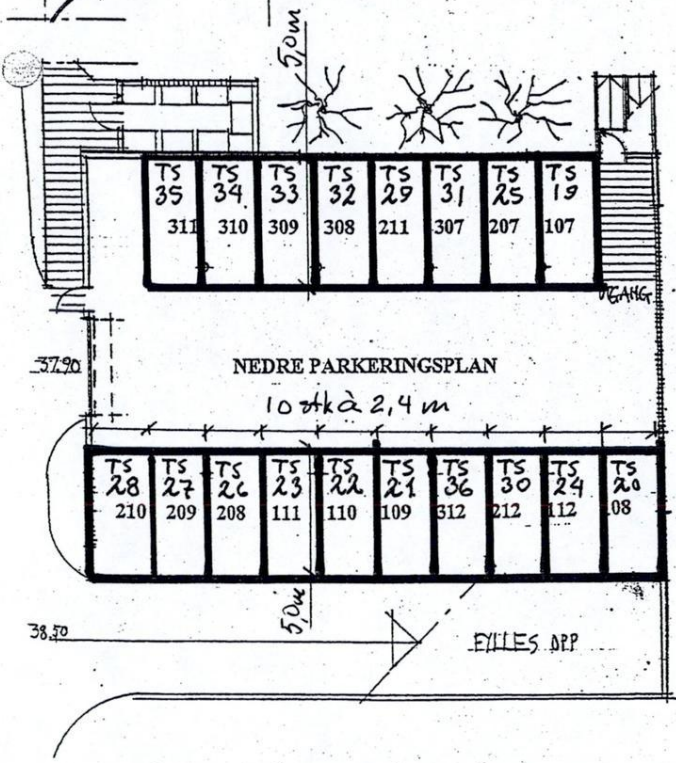 5,0m
TS TS TS TS TS TS TS TS
35 34 33 32 29 31 25 19
311 310 309 308 211 307 207 107
GANG
37.90
NEDRE PARKERINGSPLAN
10 stk à 2,4 m
TS TS TS TS TS TS TS TS TS TS
28 27 26 23 22 21 36 30 24 20
210 209 208 111 110 109 312 212 112 08
5,0m
38,50
FYLLES OPP